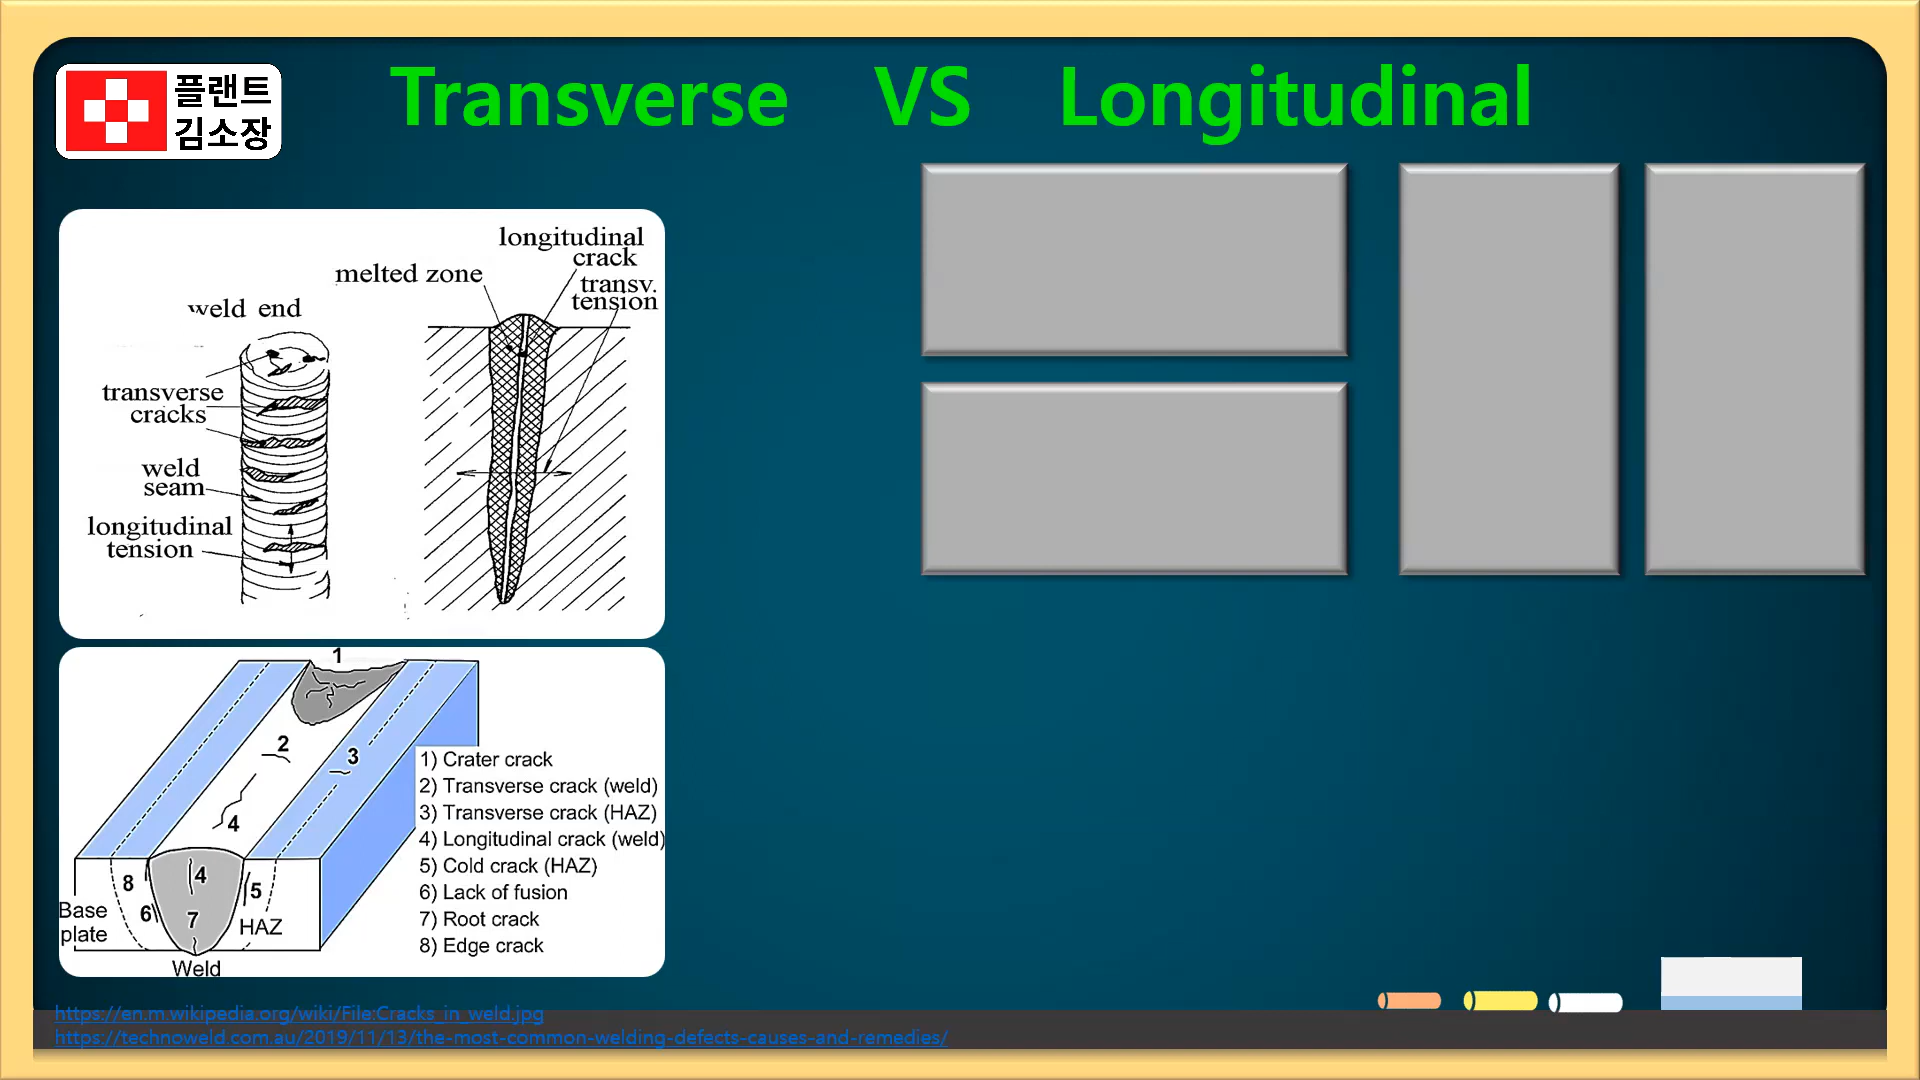 플랜트
김소장
Transverse VS Longitudinal
longitudinal
crack
melted zone
transv.
tension
weld end
transverse
cracks
weld
seam
longitudinal
tension
1
2
3
4
1) Crater crack
2) Transverse crack (weld)
3) Transverse crack (HAZ)
4) Longitudinal crack (weld)
5) Cold crack (HAZ)
6) Lack of fusion
7) Root crack
8) Edge crack
8
4
5
6
7
HAZ
Base
plate
Weld
https://en.m.wikipedia.org/wiki/File:Cracks_in_weld.jpg
https://technoweld.com.au/2019/11/13/the-most-common-welding-defects-causes-and-remedies/